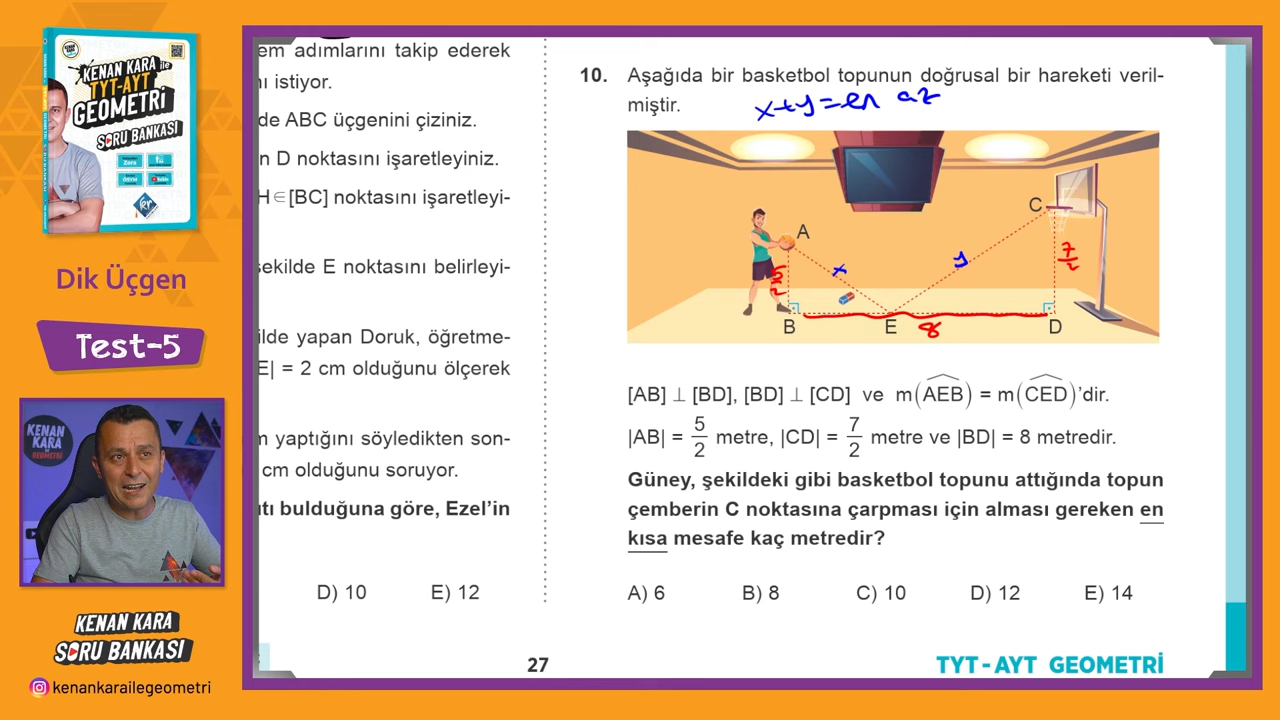 KENAN KARA ile
TYT-AYT
GEOMETRİ
SORU BANKASI
Dik Üçgen
Test-5
KENAN
KARA
GEOMETRİ
KENAN KARA
SORU BANKASI
kenankarailegeometri
em adımlarını takip ederek
nı istiyor.
de ABC üçgenini çiziniz.
n D noktasını işaretleyiniz.
H∈[BC] noktasını işaretleyi-
şekilde E noktasını belirleyi-
ilde yapan Doruk, öğretme-
E| = 2 cm olduğunu ölçerek
n yaptığını söyledikten son-
cm olduğunu soruyor.
ıtı bulduğuna göre, Ezel'in
D) 10 E) 12
27
10. Aşağıda bir basketbol topunun doğrusal bir hareketi veril-
miştir.
x+y=en az
A
C
x
y
5/2
7/2
B
E
8
D
[AB] ⊥ [BD], [BD] ⊥ [CD] ve m(AEB) = m(CED)'dir.
|AB| = 5/2 metre, |CD| = 7/2 metre ve |BD| = 8 metredir.
Güney, şekildeki gibi basketbol topunu attığında topun
çemberin C noktasına çarpması için alması gereken en
kısa mesafe kaç metredir?
A) 6 B) 8 C) 10 D) 12 E) 14
TYT - AYT GEOMETRİ